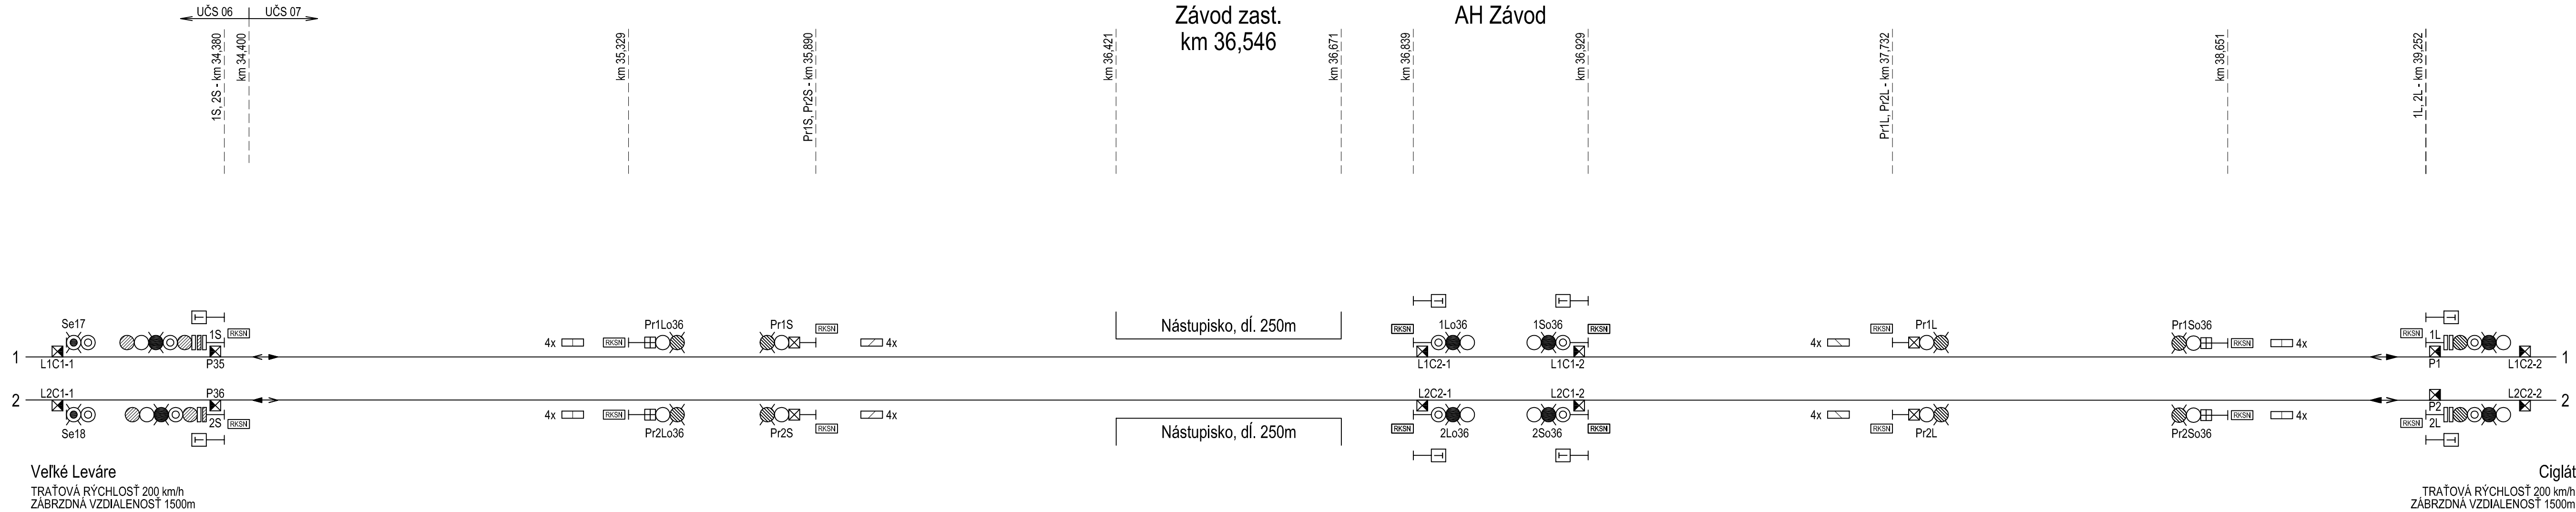 UČS 06 UČS 07
Závod zast.
km 36,546
AH Závod
1S, 2S - km 34,380
km 34,400
km 35,329
Pr1S, Pr2S - km 35,890
km 36,421
km 36,671
km 36,839
km 36,929
Pr1L, Pr2L - km 37,732
km 38,651
1L, 2L - km 39,252
Se17 1S RKSN Pr1Lo36 Pr1S RKSN Nástupisko, dĺ. 250m RKSN 1Lo36 1So36 RKSN RKSN Pr1L Pr1So36 RKSN 1L
4x RKSN 4x 4x RKSN 4x
1 L1C1-1 P35 L1C2-1 L1C1-2 P1 L1C2-2 1
2 L2C1-1 P36 L2C2-1 L2C1-2 P2 L2C2-2 2
4x RKSN 4x 4x RKSN 4x
Se18 2S RKSN Pr2Lo36 Pr2S RKSN Nástupisko, dĺ. 250m RKSN 2Lo36 2So36 RKSN RKSN Pr2L Pr2So36 RKSN 2L
Veľké Leváre
TRAŤOVÁ RÝCHLOSŤ 200 km/h
ZÁBRZDNÁ VZDIALENOSŤ 1500m
Ciglát
TRAŤOVÁ RÝCHLOSŤ 200 km/h
ZÁBRZDNÁ VZDIALENOSŤ 1500m